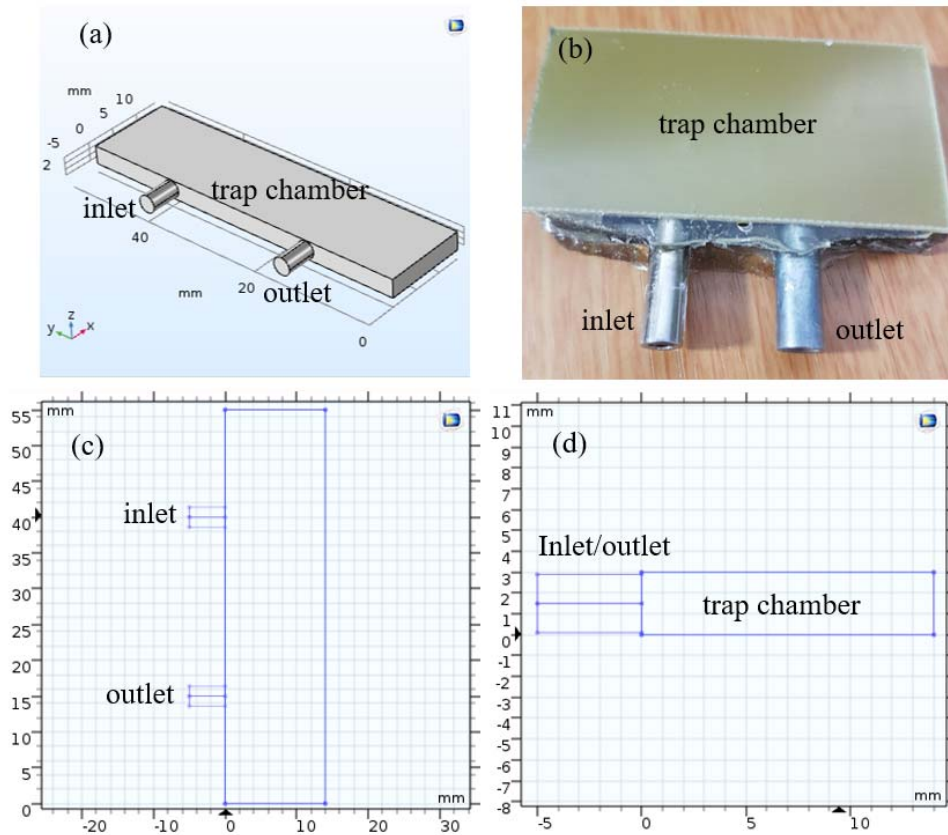 (a)
mm
10
5
0
-5
2
trap chamber
inlet
40
mm
20
outlet
0
y z x
(b)
trap chamber
inlet
outlet
55
mm
50
(c)
45
inlet
40
35
30
25
20
outlet
15
10
5
0
mm
-20
-10
0
10
20
30
11
mm
10
(d)
9
8
7
6
5
4
Inlet/outlet
3
2
trap chamber
1
0
-1
-2
-3
-4
-5
-6
-7
-8
mm
-5
0
5
10